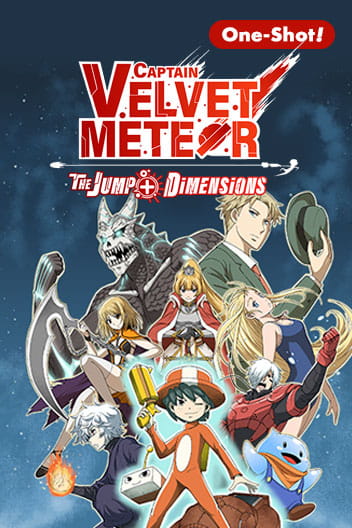 One-Shot!
CAPTAIN
VELVET
METEOR
THE JUMP+ DIMENSIONS